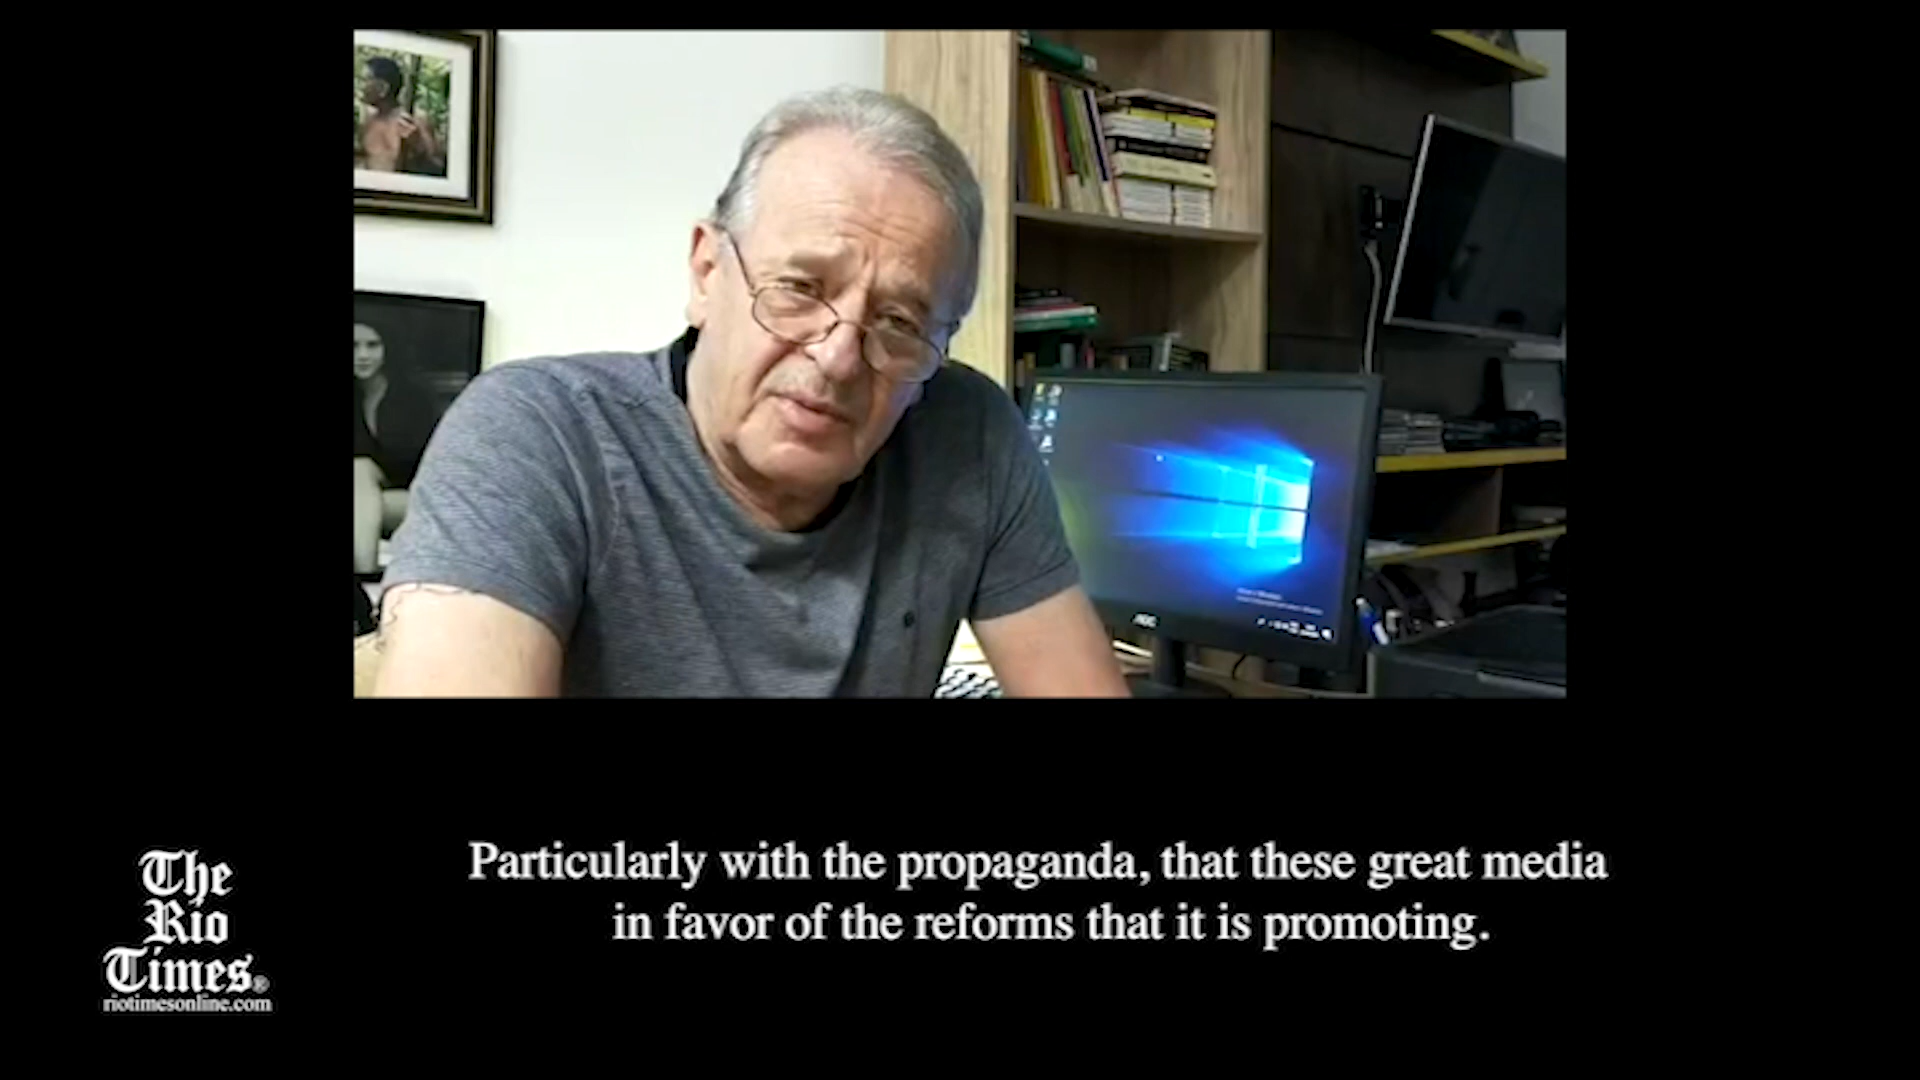 AOC
Particularly with the propaganda, that these great media
in favor of the reforms that it is promoting.
The
Rio
Times®
riotimesonline.com